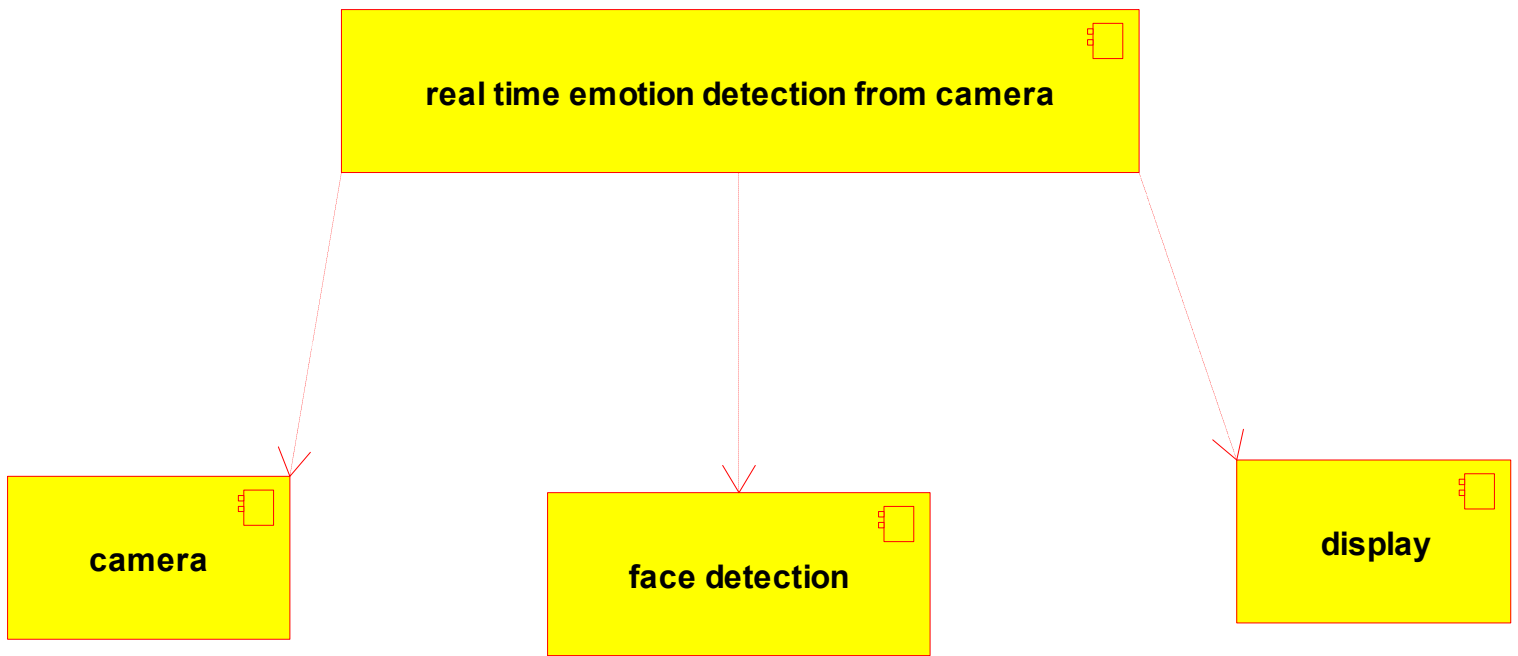 real time emotion detection from camera
camera
face detection
display